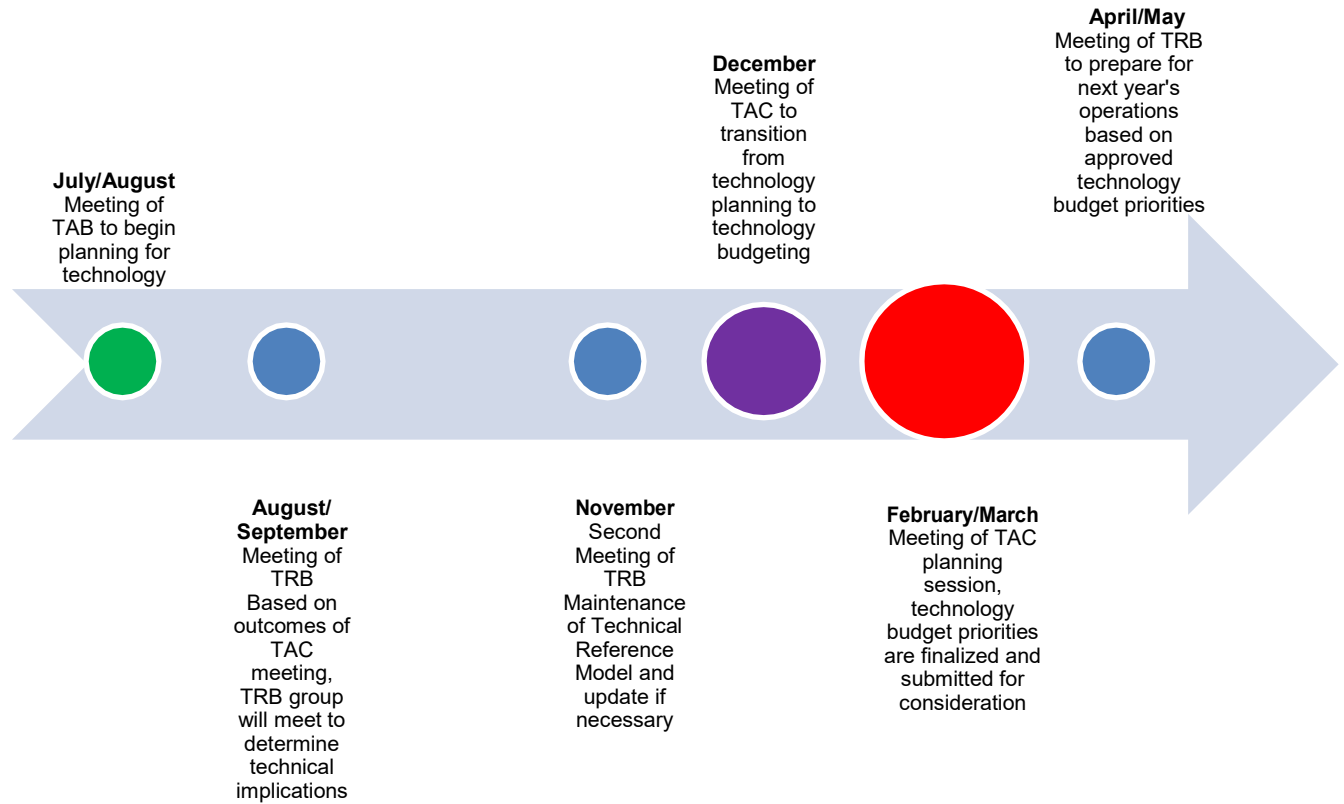 July/August
Meeting of
TAB to begin
planning for
technology
August/
September
Meeting of
TRB
Based on
outcomes of
TAC
meeting,
TRB group
will meet to
determine
technical
implications
November
Second
Meeting of
TRB
Maintenance
of Technical
Reference
Model and
update if
necessary
December
Meeting of
TAC to
transition
from
technology
planning to
technology
budgeting
February/March
Meeting of TAC
planning
session,
technology
budget priorities
are finalized and
submitted for
consideration
April/May
Meeting of TRB
to prepare for
next year's
operations
based on
approved
technology
budget priorities